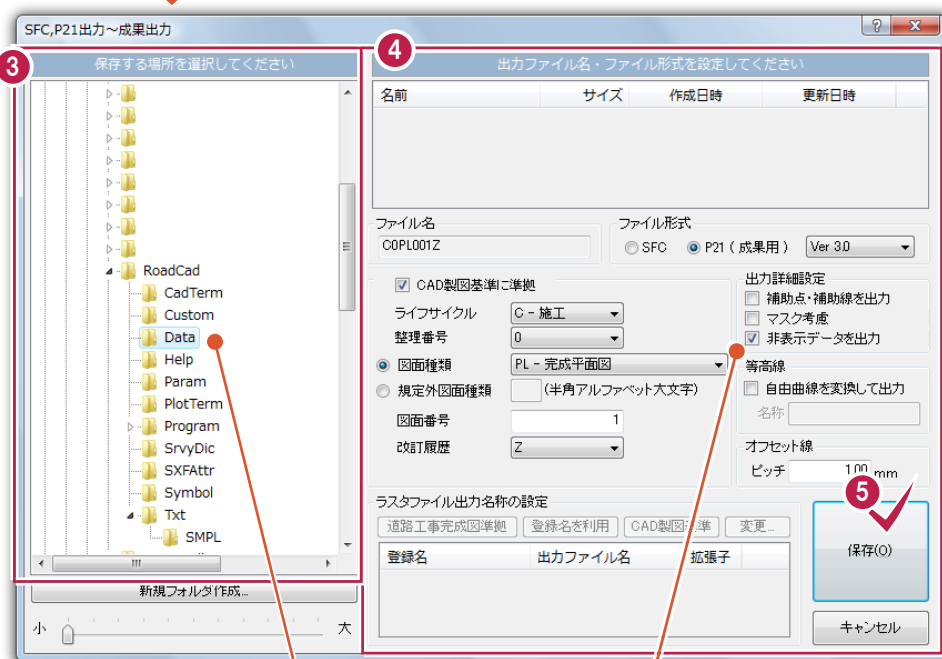 SFC,P21出力～成果出力
3
保存する場所を選択してください
RoadCad
CadTerm
Custom
Data
Help
Param
PlotTerm
Program
SrvyDic
SXFAttr
Symbol
Txt
SMPL
新規フォルダ作成...
小 大
4
出力ファイル名・ファイル形式を設定してください
名前 サイズ 作成日時 更新日時
ファイル名
C0PL001Z
ファイル形式
SFC P21 ( 成果用 ) Ver 3.0
CAD製図基準に準拠
ライフサイクル C - 施工
整理番号 0
図面種類 PL - 完成平面図
規定外図面種類 (半角アルファベット大文字)
図面番号 1
改訂履歴 Z
出力詳細設定
補助点・補助線を出力
マスク考慮
非表示データを出力
等高線
自由曲線を変換して出力
名称
オフセット線
ピッチ 1.00 mm
ラスタファイル出力名称の設定
道路工事完成図準拠 登録名を利用 CAD製図基準 変更...
登録名 出力ファイル名 拡張子
5
保存(O)
キャンセル